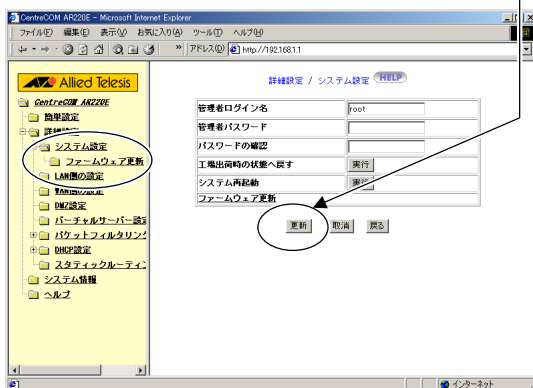 CentreCOM AR220E - Microsoft Internet Explorer
ファイル(F) 編集(E) 表示(V) お気に入り(A) ツール(T) ヘルプ(H)
アドレス(D) http://192.168.1.1
Allied Telesis
CentreCOM AR220E
簡単設定
詳細設定
システム設定
ファームウェア更新
LAN側の設定
WAN側の設定
DMZ設定
バーチャルサーバー設定
パケットフィルタリング
DHCP設定
スタティックルーティン
システム情報
ヘルプ
詳細設定 / システム設定 HELP
管理者ログイン名 root
管理者パスワード
パスワードの確認
工場出荷時の状態へ戻す 実行
システム再起動 実行
ファームウェア更新
更新 取消 戻る
インターネット